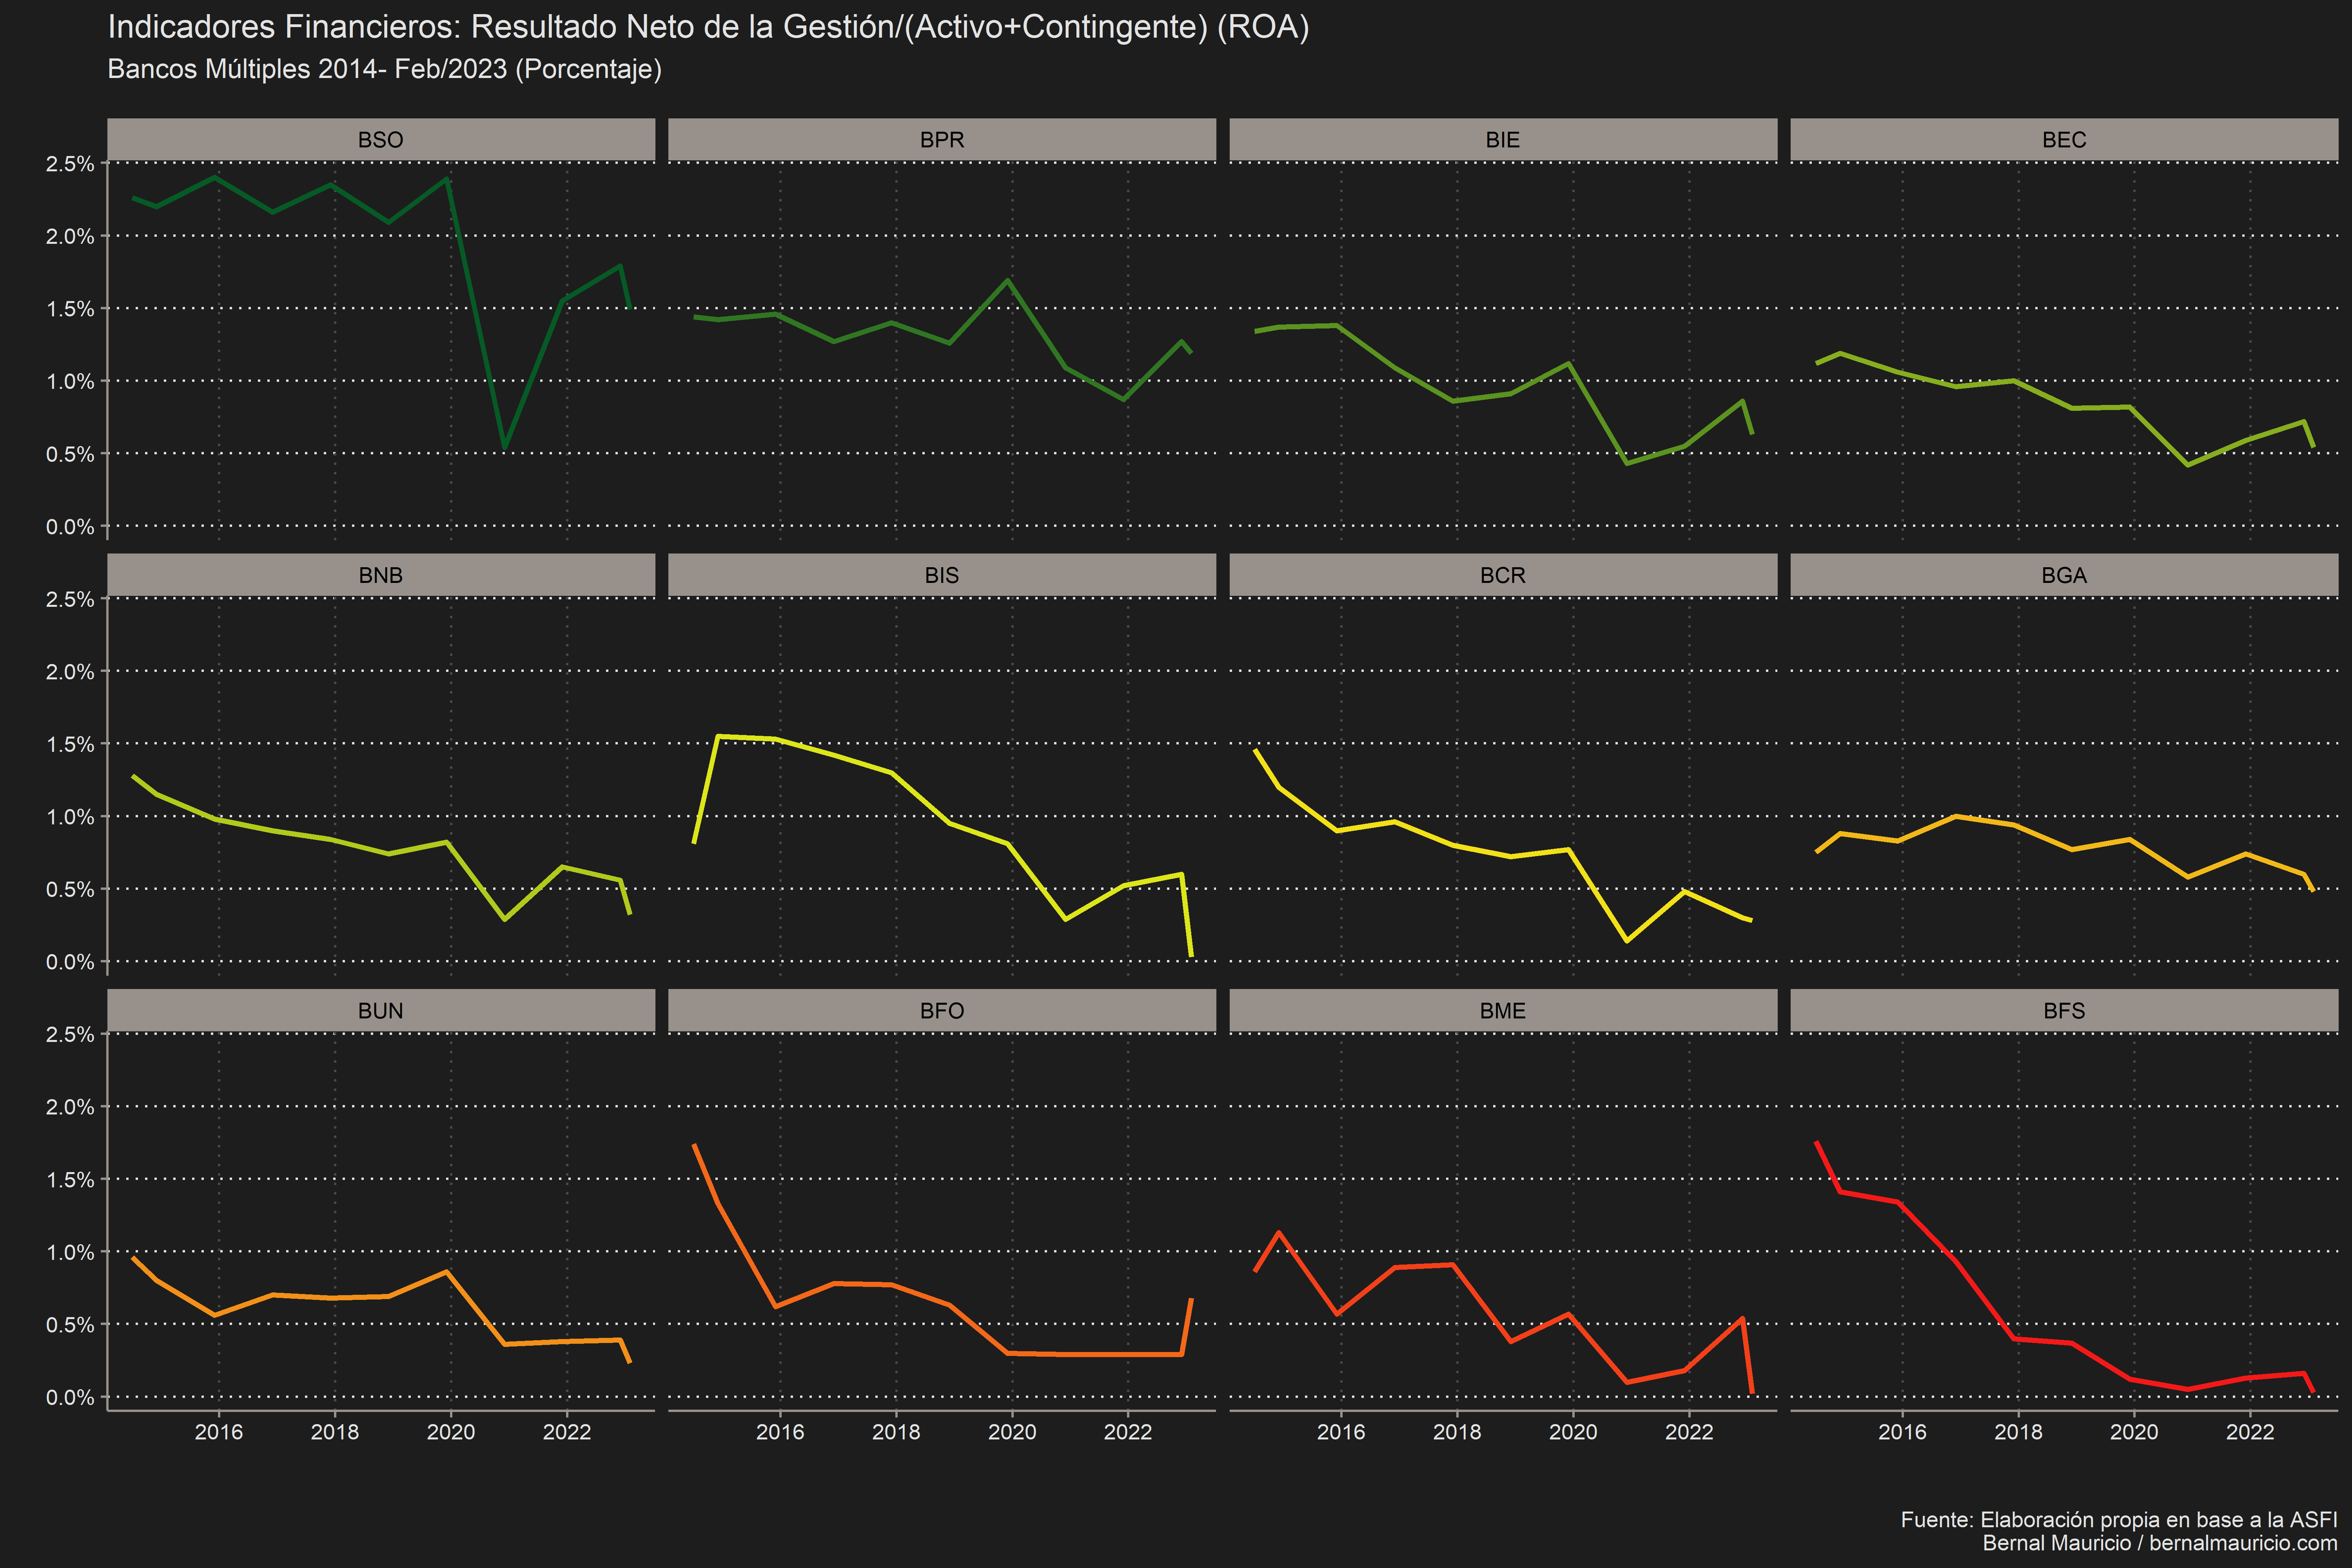 Indicadores Financieros: Resultado Neto de la Gestión/(Activo+Contingente) (ROA)
Bancos Múltiples 2014- Feb/2023 (Porcentaje)
BSO BPR BIE BEC
2.5%
2.0%
1.5%
1.0%
0.5%
0.0%
BNB BIS BCR BGA
2.5%
2.0%
1.5%
1.0%
0.5%
0.0%
BUN BFO BME BFS
2.5%
2.0%
1.5%
1.0%
0.5%
0.0%
2016 2018 2020 2022 2016 2018 2020 2022 2016 2018 2020 2022 2016 2018 2020 2022
Fuente: Elaboración propia en base a la ASFI
Bernal Mauricio / bernalmauricio.com